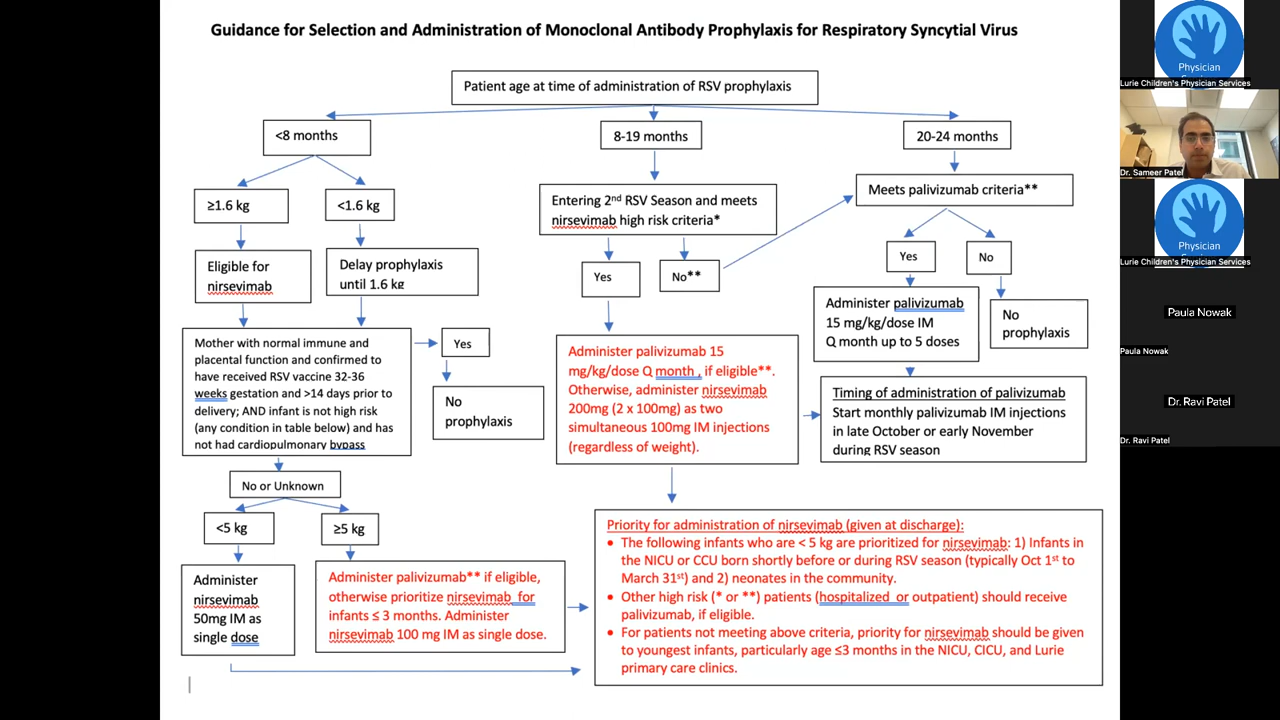 Guidance for Selection and Administration of Monoclonal Antibody Prophylaxis for Respiratory Syncytial Virus
Patient age at time of administration of RSV prophylaxis
<8 months
8-19 months
20-24 months
≥1.6 kg
<1.6 kg
Entering 2nd RSV Season and meets
nirsevimab high risk criteria*
Meets palivizumab criteria**
Eligible for
nirsevimab
Delay prophylaxis
until 1.6 kg
Yes
No**
Yes
No
Administer palivizumab
15 mg/kg/dose IM
Q month up to 5 doses
No
prophylaxis
Mother with normal immune and
placental function and confirmed to
have received RSV vaccine 32-36
weeks gestation and >14 days prior to
delivery; AND infant is not high risk
(any condition in table below) and has
not had cardiopulmonary bypass
Yes
No
prophylaxis
Administer palivizumab 15
mg/kg/dose Q month , if eligible**.
Otherwise, administer nirsevimab
200mg (2 x 100mg) as two
simultaneous 100mg IM injections
(regardless of weight).
Timing of administration of palivizumab
Start monthly palivizumab IM injections
in late October or early November
during RSV season
No or Unknown
<5 kg
≥5 kg
Administer
nirsevimab
50mg IM as
single dose
Administer palivizumab** if eligible,
otherwise prioritize nirsevimab for
infants ≤ 3 months. Administer
nirsevimab 100 mg IM as single dose.
Priority for administration of nirsevimab (given at discharge):
• The following infants who are < 5 kg are prioritized for nirsevimab: 1) Infants in
the NICU or CCU born shortly before or during RSV season (typically Oct 1st to
March 31st) and 2) neonates in the community.
• Other high risk (* or **) patients (hospitalized or outpatient) should receive
palivizumab, if eligible.
• For patients not meeting above criteria, priority for nirsevimab should be given
to youngest infants, particularly age ≤3 months in the NICU, CICU, and Lurie
primary care clinics.
Physician
Lurie Children's Physician Services
Dr. Sameer Patel
Physician
Lurie Children's Physician Services
Paula Nowak
Paula Nowak
Dr. Ravi Patel
Dr. Ravi Patel